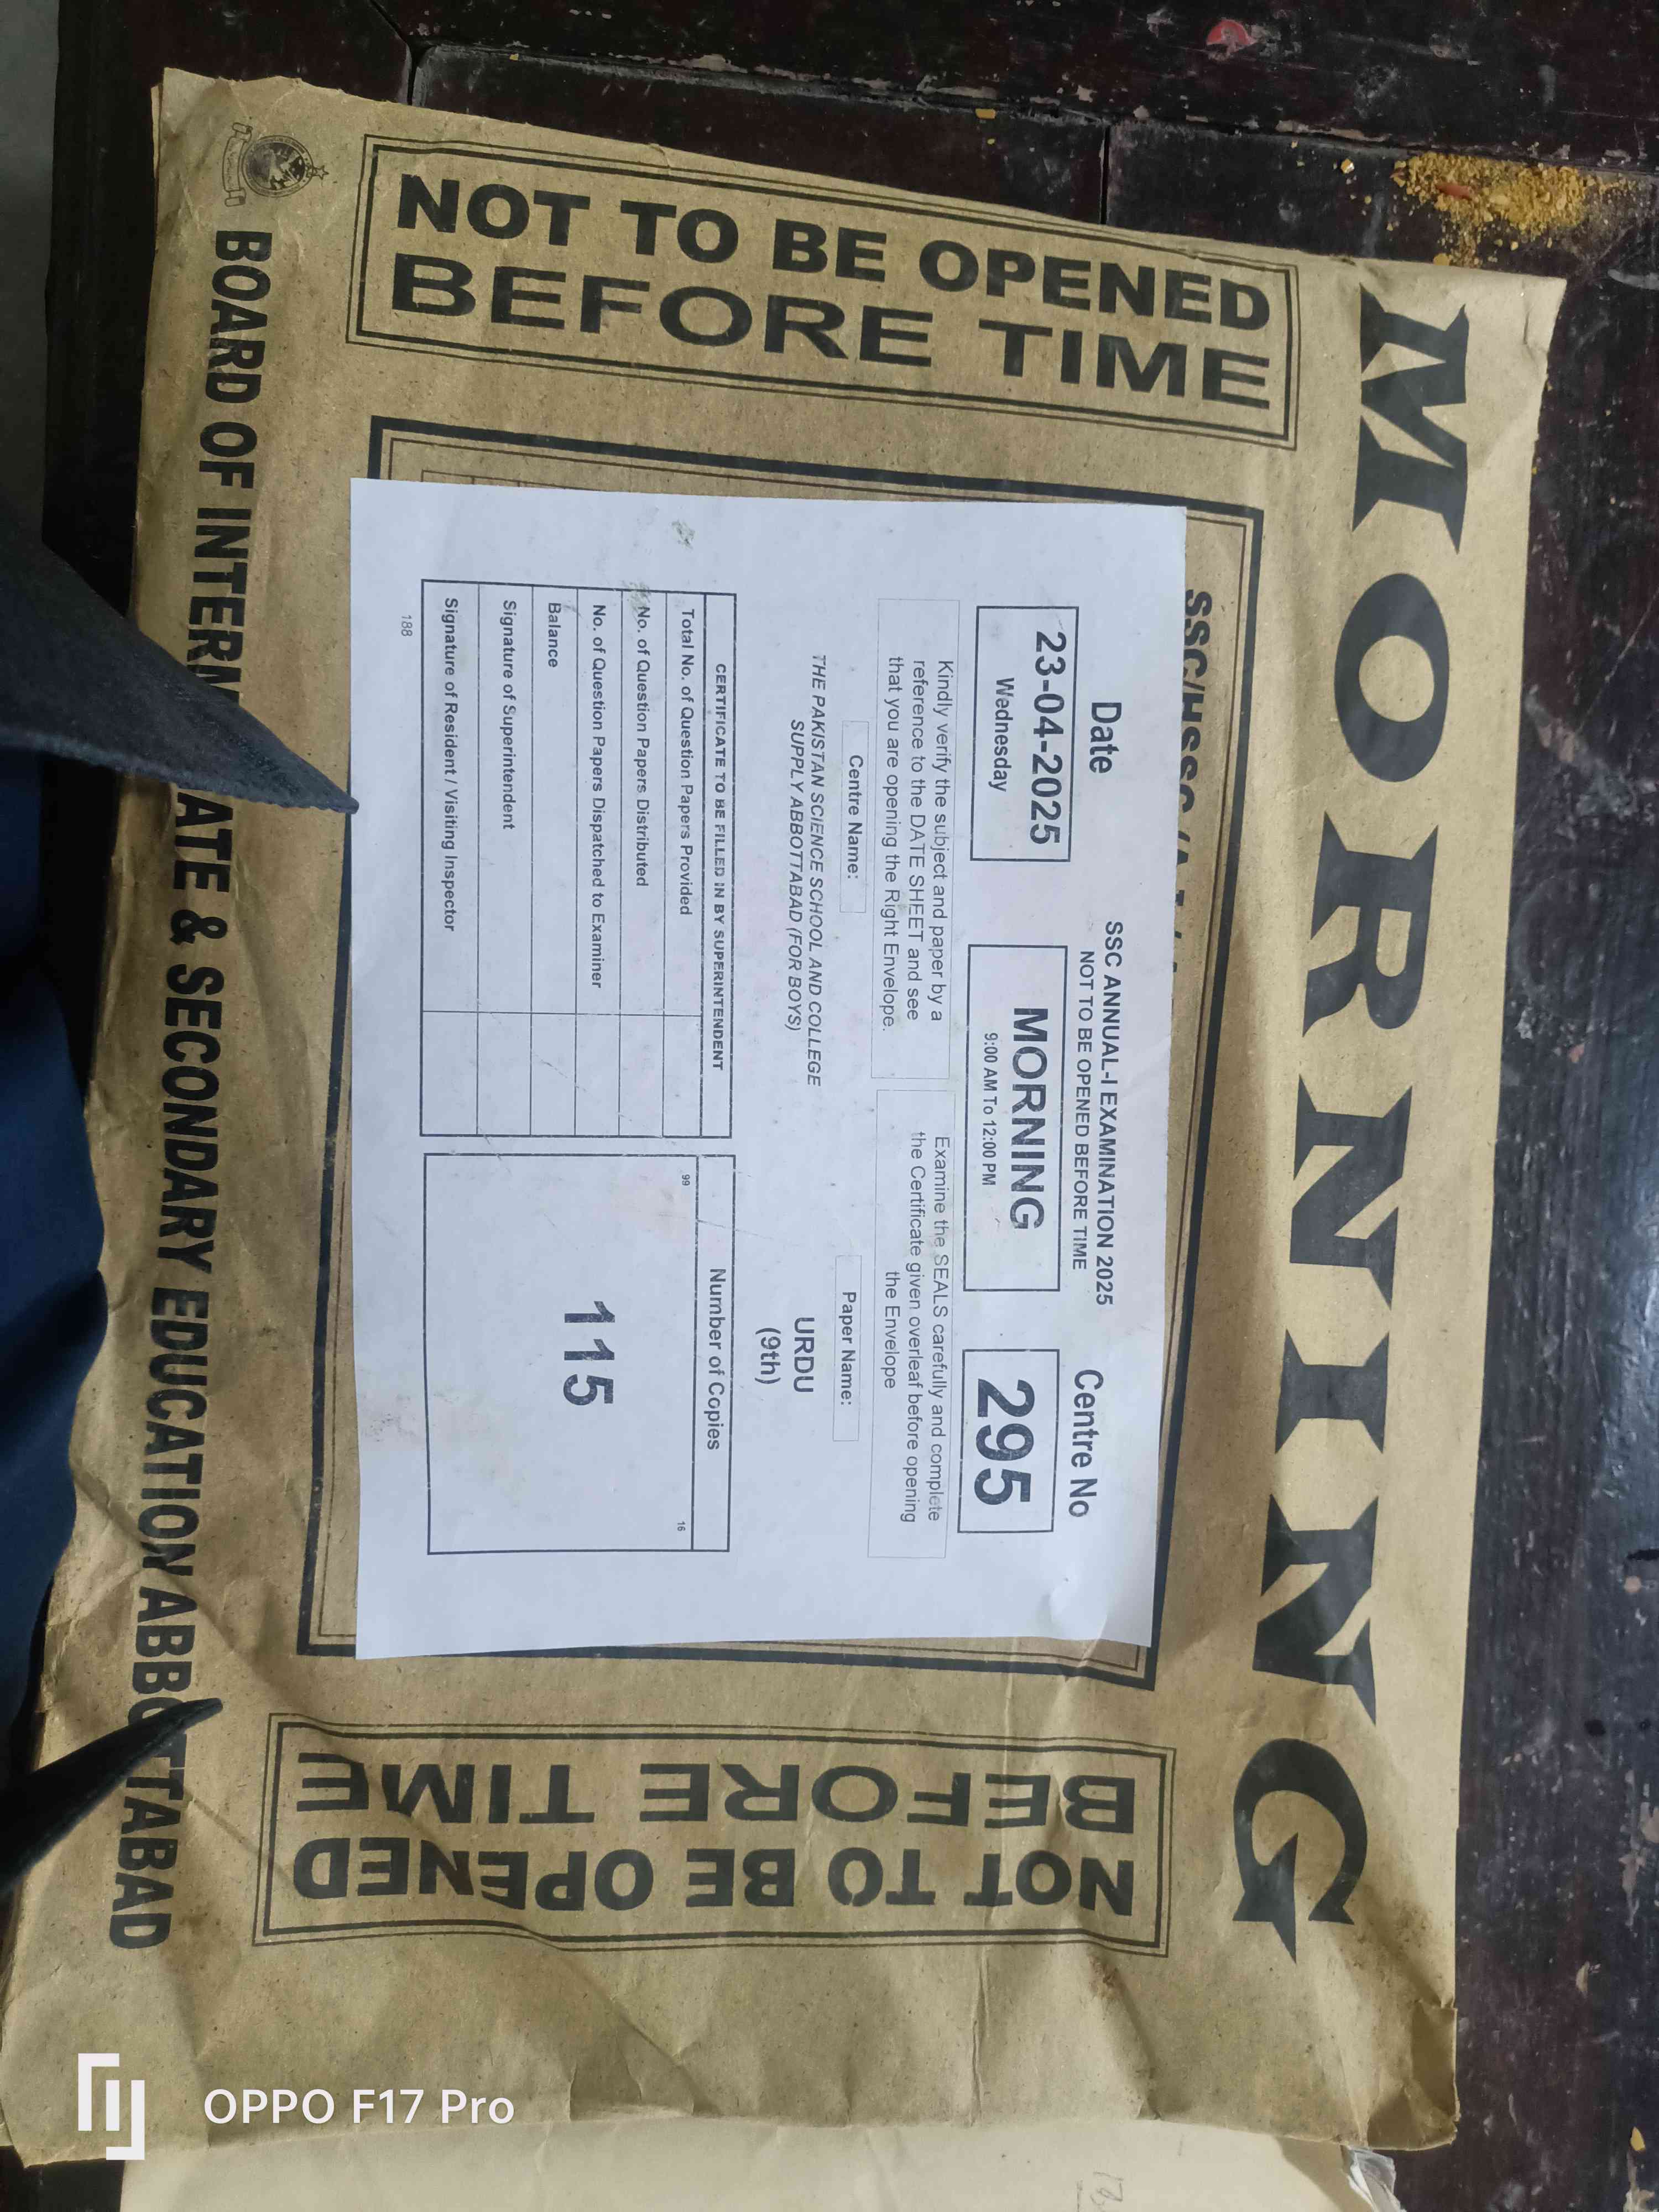 MORNING
NOT TO BE OPENED
BEFORE TIME
SSC/HSSC
Date
23-04-2025
Wednesday
SSC ANNUAL-I EXAMINATION 2025
NOT TO BE OPENED BEFORE TIME
MORNING
9:00 AM To 12:00 PM
Centre No
295
Kindly verify the subject and paper by a
reference to the DATE SHEET and see
that you are opening the Right Envelope.
Examine the SEALS carefully and complete
the Certificate given overleaf before opening
the Envelope
Centre Name:
THE PAKISTAN SCIENCE SCHOOL AND COLLEGE
SUPPLY ABBOTTABAD (FOR BOYS)
Paper Name:
URDU
(9th)
CERTIFICATE TO BE FILLED IN BY SUPERINTENDENT
Total No. of Question Papers Provided
No. of Question Papers Distributed
No. of Question Papers Dispatched to Examiner
Balance
Signature of Superintendent
Signature of Resident / Visiting Inspector
Number of Copies
99
16
115
188
NOT TO BE OPENED
BEFORE TIME
BOARD OF INTERM ATE & SECONDARY EDUCATION ABBOTTABAD
OPPO F17 Pro